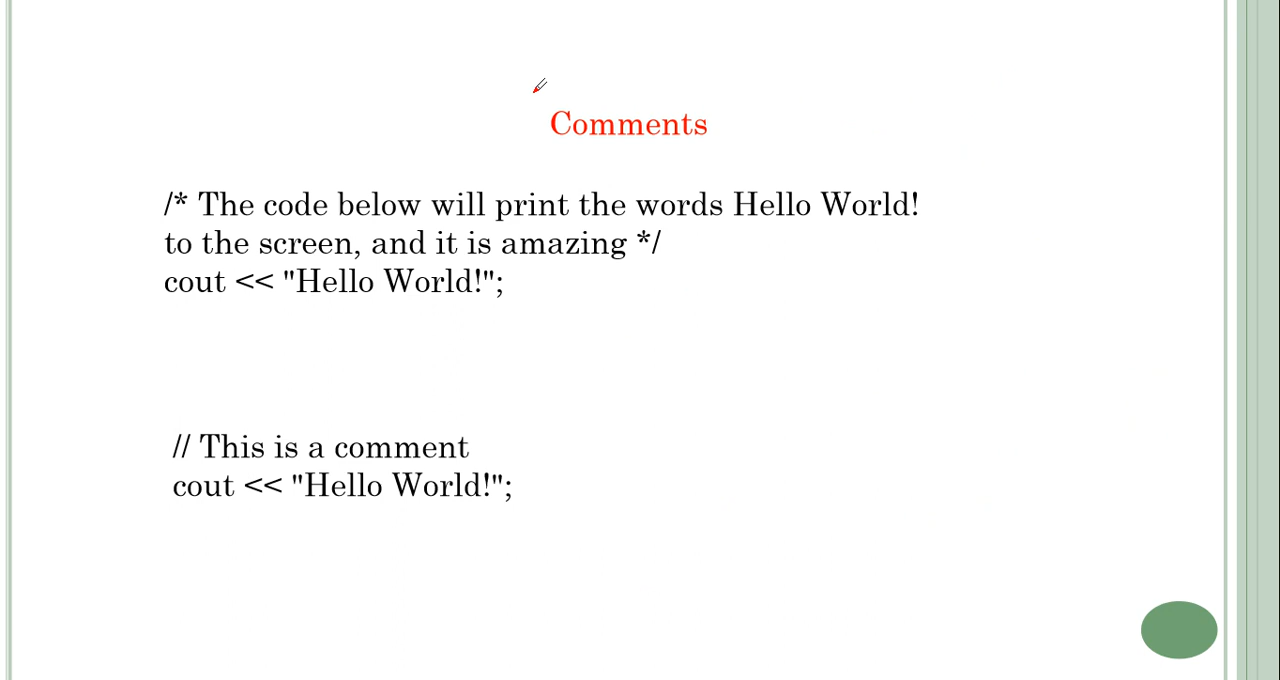 Comments
/* The code below will print the words Hello World!
to the screen, and it is amazing */
cout << "Hello World!";
// This is a comment
cout << "Hello World!";